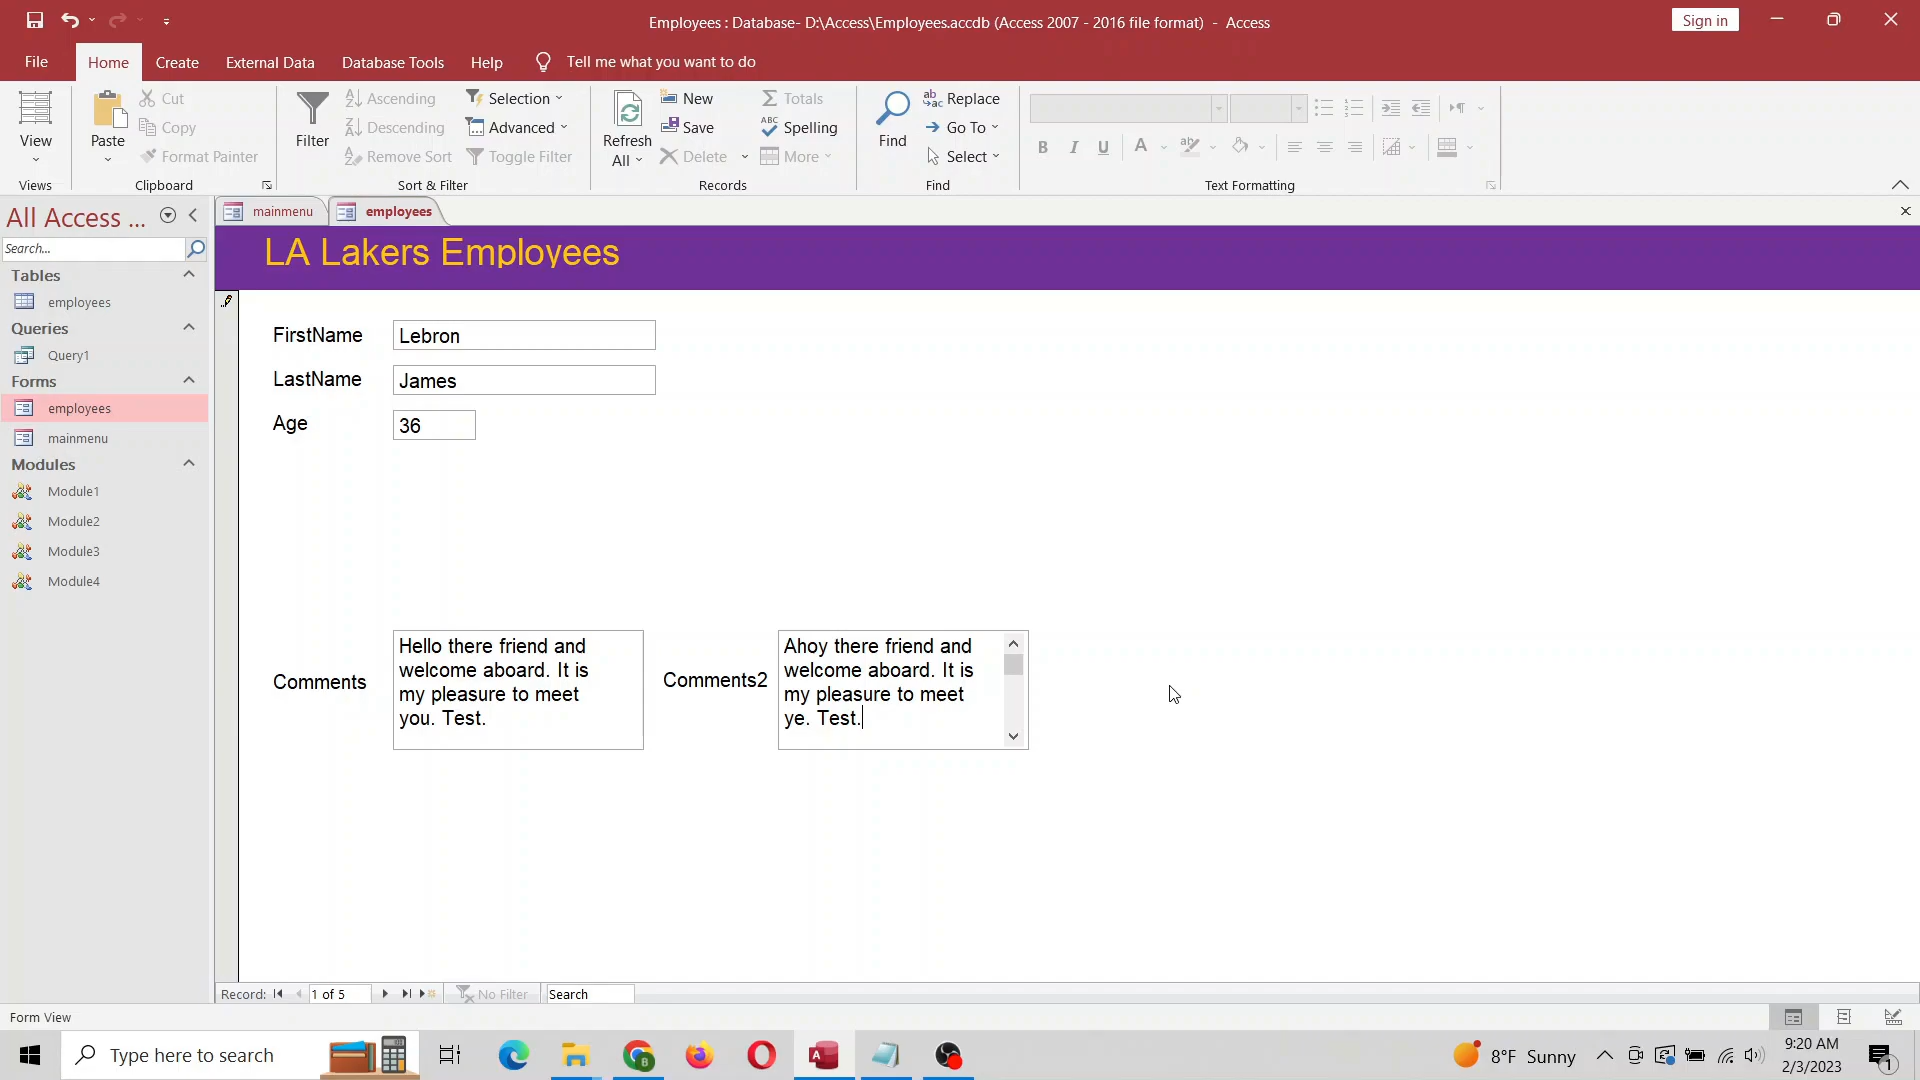 Employees : Database- D:\Access\Employees.accdb (Access 2007 - 2016 file format)  -  Access
Sign in
File
Home
Create
External Data
Database Tools
Help
Tell me what you want to do
View
Views
Paste
Cut
Copy
Format Painter
Clipboard
Filter
Ascending
Descending
Remove Sort
Selection
Advanced
Toggle Filter
Sort & Filter
Refresh
All
New
Save
Delete
Totals
Spelling
More
Records
Find
Replace
Go To
Select
Find
B I U A
Text Formatting
All Access ...
Search...
Tables
employees
Queries
Query1
Forms
employees
mainmenu
Modules
Module1
Module2
Module3
Module4
mainmenu
employees
LA Lakers Employees
FirstName
Lebron
LastName
James
Age
36
Comments
Hello there friend and
welcome aboard. It is
my pleasure to meet
you. Test.
Comments2
Ahoy there friend and
welcome aboard. It is
my pleasure to meet
ye. Test.
Record:
1 of 5
No Filter
Search
Form View
Type here to search
8°F Sunny
9:20 AM
2/3/2023
1